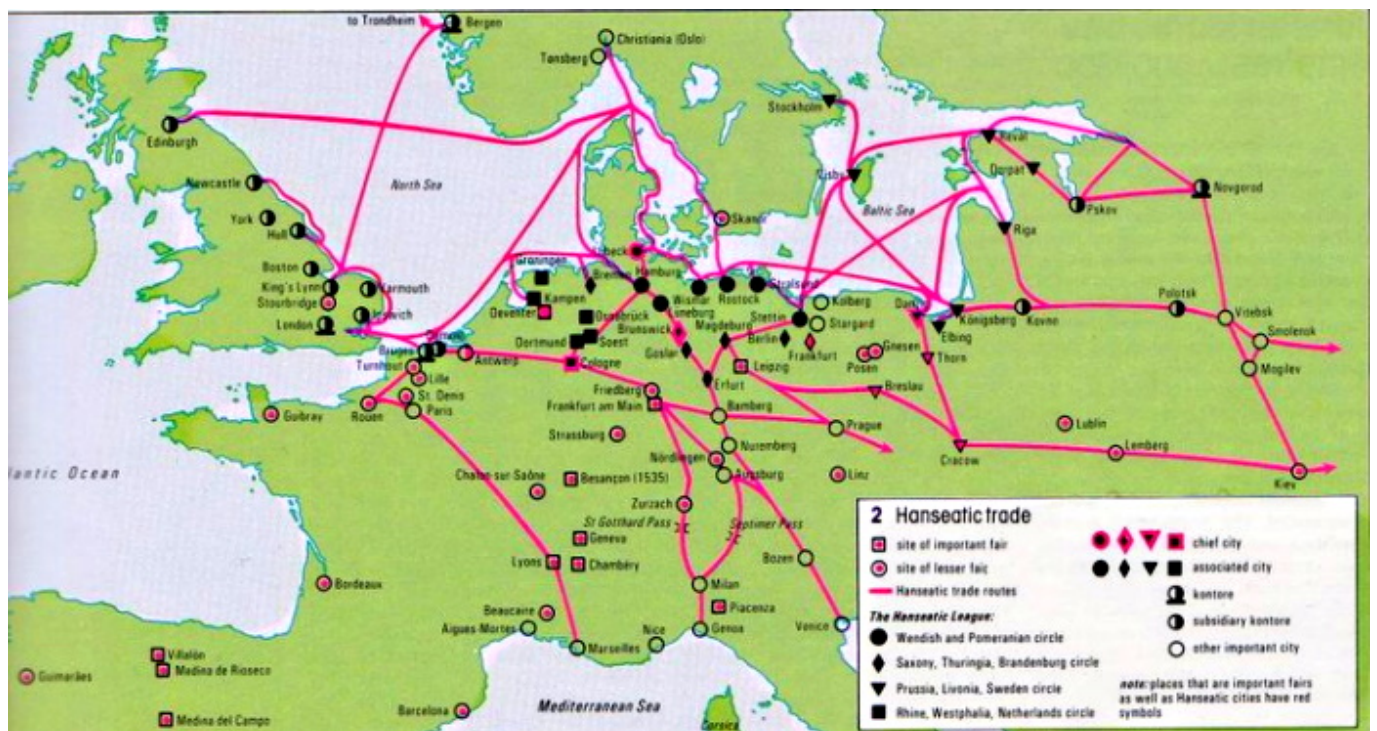 to Trondheim
Bergen
Christiania (Oslo)
Tønsberg
Stockholm
Edinburgh
Reval
Dorpat
Newcastle
North Sea
Visby
Novgorod
York
Baltic Sea
Pskov
Hull
Skanör
Riga
Lübeck
Boston
Groningen
Bremen
Hamburg
King's Lynn
Yarmouth
Stralsund
Stourbridge
Kampen
Wismar
Rostock
Kolberg
Polotsk
Deventer
Lüneburg
Danzig
Ipswich
Osnabrück
Stettin
Königsberg
Kovno
Vitebsk
London
Brunswick
Magdeburg
Stargard
Elbing
Smolensk
Dortmund
Soest
Berlin
Bruges
Goslar
Frankfurt
Gnesen
Turnhout
Antwerp
Cologne
Leipzig
Posen
Thorn
Mogilev
Lille
Friedberg
Erfurt
Breslau
St. Denis
Frankfurt am Main
Rouen
Paris
Bamberg
Guibray
Prague
Lublin
Strassburg
Nuremberg
Lemberg
Nördlingen
Cracow
Atlantic Ocean
Chalon-sur-Saône
Besançon (1535)
Augsburg
Linz
Kiev
Zurzach
St Gotthard Pass
Septimer Pass
Geneva
Bozen
Lyons
Chambéry
Bordeaux
Milan
Beaucaire
Piacenza
Aigues-Mortes
Nice
Genoa
Venice
Marseilles
Villalón
Guimarães
Medina de Rioseco
Barcelona
Mediterranean Sea
Medina del Campo
Corsica
2 Hanseatic trade
site of important fair
site of lesser fair
Hanseatic trade routes
The Hanseatic League:
Wendish and Pomeranian circle
Saxony, Thuringia, Brandenburg circle
Prussia, Livonia, Sweden circle
Rhine, Westphalia, Netherlands circle
chief city
associated city
kontore
subsidiary kontore
other important city
note: places that are important fairs
as well as Hanseatic cities have red
symbols